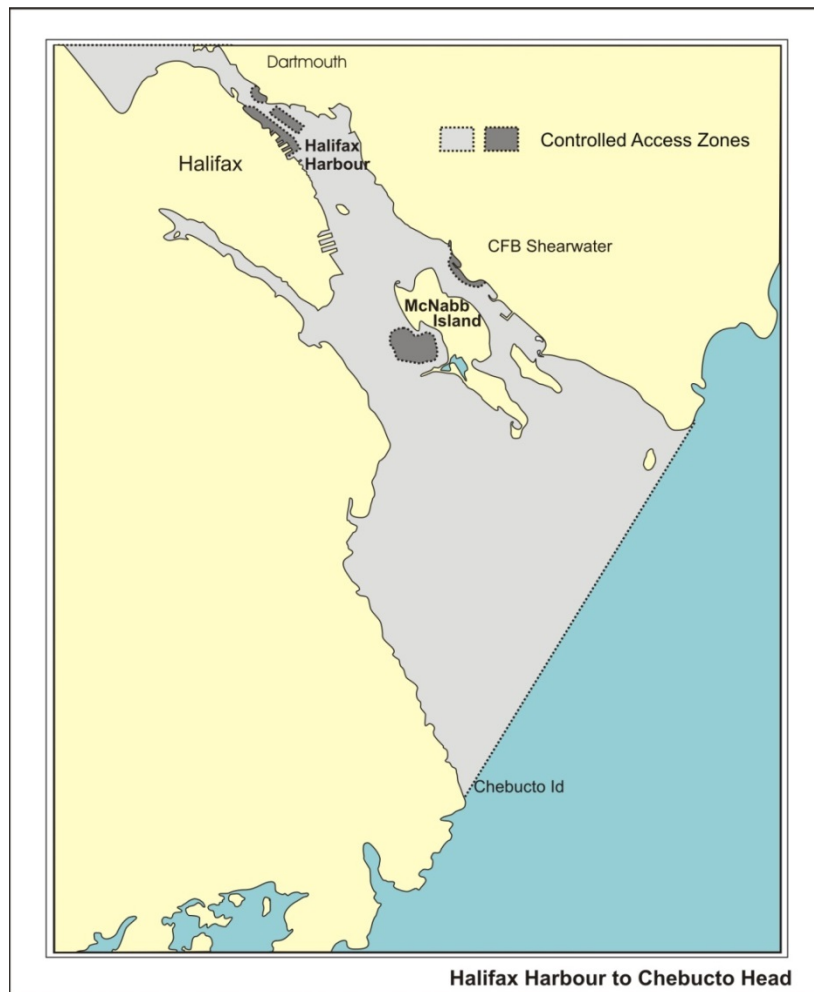 Dartmouth
Halifax
Harbour
Halifax
Controlled Access Zones
CFB Shearwater
McNabb
Island
Chebucto Id
Halifax Harbour to Chebucto Head